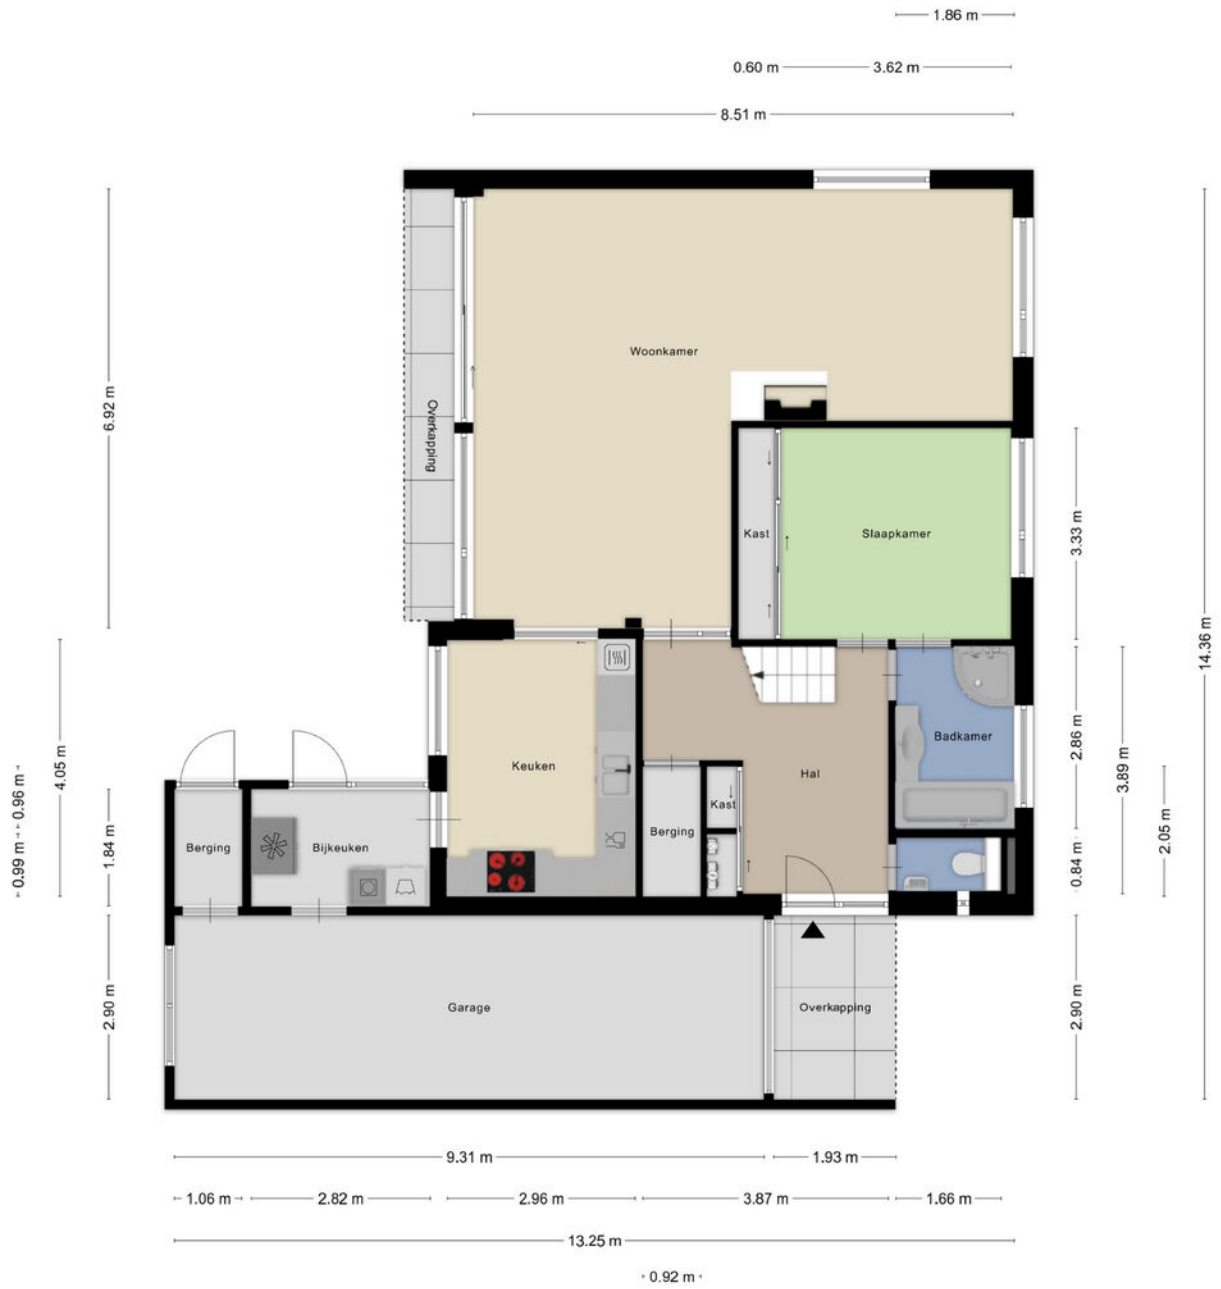 1.86 m
0.60 m
3.62 m
8.51 m
Woonkamer
6.92 m
Overkapping
Kast
Slaapkamer
3.33 m
14.36 m
4.05 m
Keuken
Hal
Badkamer
2.86 m
3.89 m
0.96 m
0.99 m
1.84 m
Berging
Bijkeuken
Berging
Kast
2.05 m
0.84 m
2.90 m
Garage
Overkapping
2.90 m
9.31 m
1.93 m
1.06 m
2.82 m
2.96 m
3.87 m
1.66 m
13.25 m
0.92 m